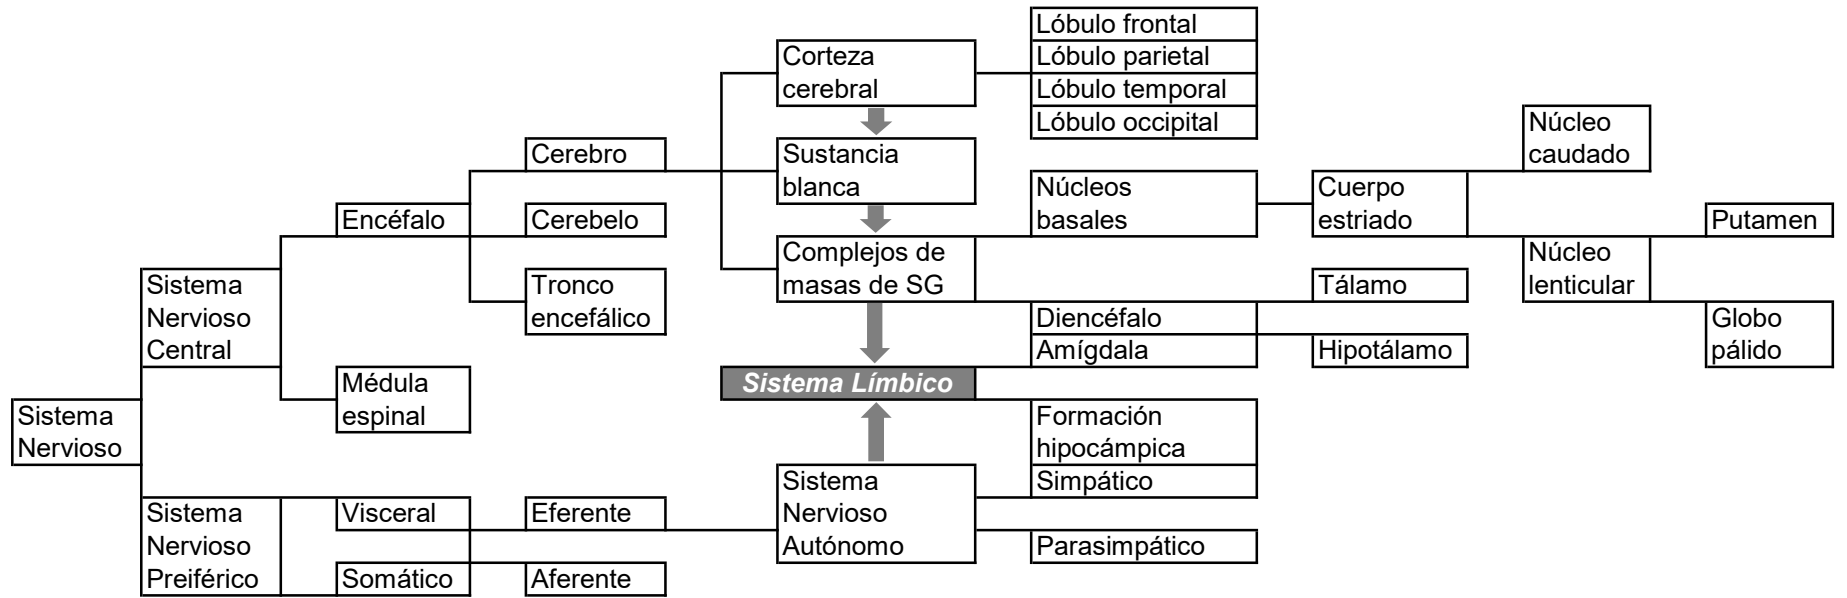 Sistema
Nervioso
Sistema
Nervioso
Central
Sistema
Nervioso
Preiférico
Encéfalo
Médula
espinal
Visceral
Somático
Cerebro
Cerebelo
Tronco
encefálico
Eferente
Aferente
Corteza
cerebral
Sustancia
blanca
Complejos de
masas de SG
Sistema Límbico
Sistema
Nervioso
Autónomo
Lóbulo frontal
Lóbulo parietal
Lóbulo temporal
Lóbulo occipital
Núcleos
basales
Diencéfalo
Amígdala
Formación
hipocámpica
Simpático
Parasimpático
Cuerpo
estriado
Tálamo
Hipotálamo
Núcleo
caudado
Núcleo
lenticular
Putamen
Globo
pálido